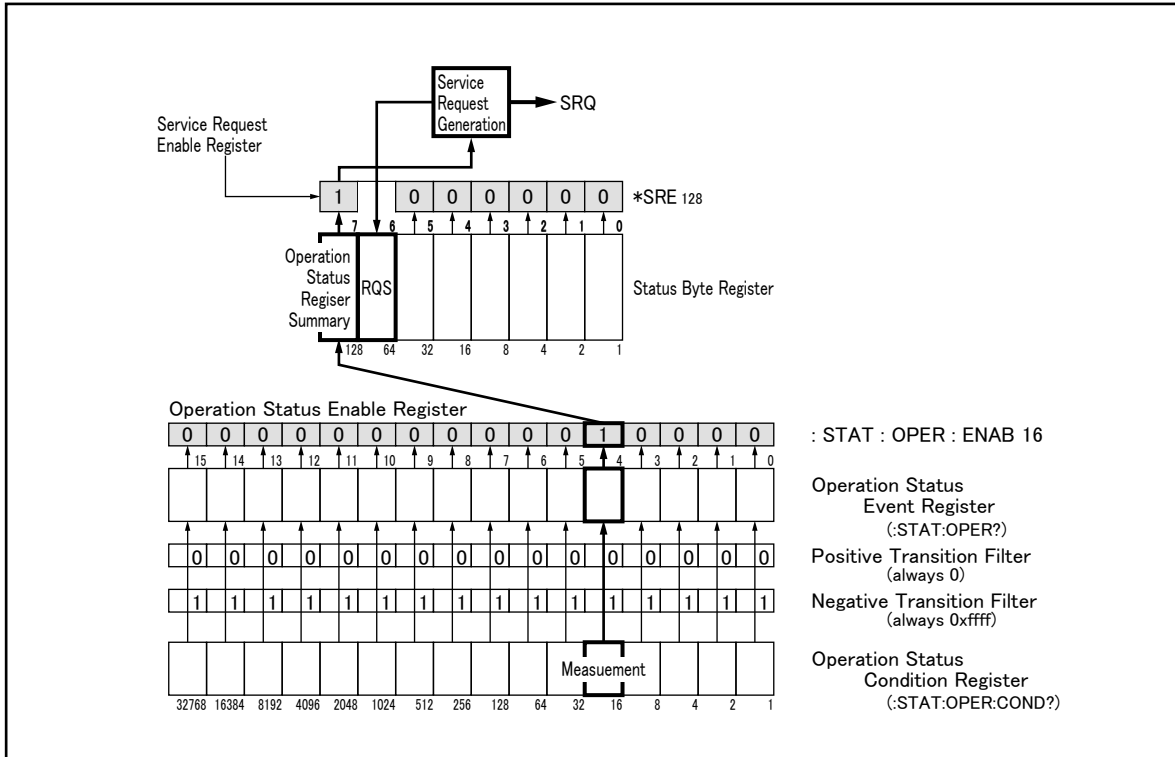 Service
Request
Generation
SRQ
Service Request
Enable Register
1 0 0 0 0 0 0 *SRE 128
7 6 5 4 3 2 1 0
Operation
Status
Regiser
Summary
RQS
Status Byte Register
128 64 32 16 8 4 2 1
Operation Status Enable Register
0 0 0 0 0 0 0 0 0 0 0 1 0 0 0 0 : STAT : OPER : ENAB 16
15 14 13 12 11 10 9 8 7 6 5 4 3 2 1 0
Operation Status
Event Register
(:STAT:OPER?)
0 0 0 0 0 0 0 0 0 0 0 0 0 0 0 0 Positive Transition Filter
(always 0)
1 1 1 1 1 1 1 1 1 1 1 1 1 1 1 1 Negative Transition Filter
(always 0xffff)
Measuement
Operation Status
Condition Register
(:STAT:OPER:COND?)
32768 16384 8192 4096 2048 1024 512 256 128 64 32 16 8 4 2 1